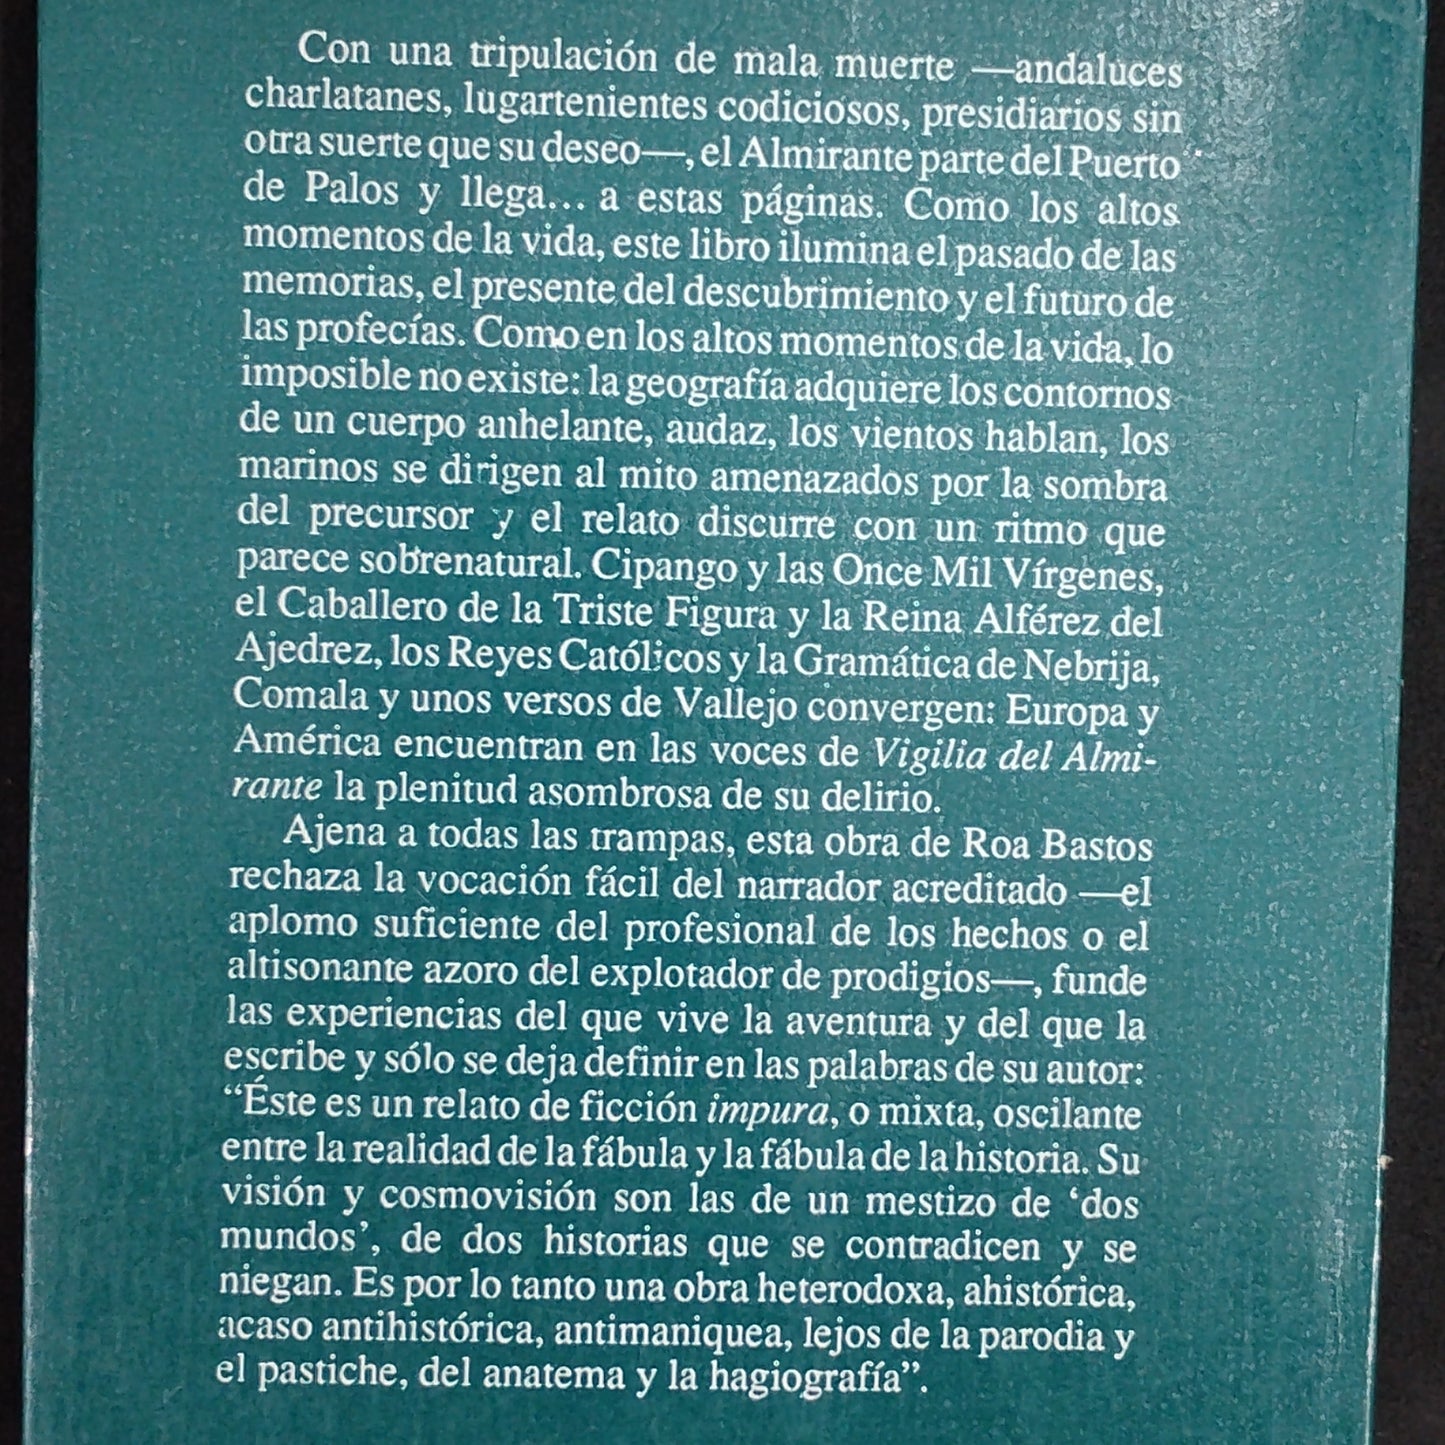 Con una tripulación de mala muerte —andaluces
charlatanes, lugartenientes codiciosos, presidiarios sin
otra suerte que su deseo—, el Almirante parte del Puerto
de Palos y llega... a estas páginas. Como los altos
momentos de la vida, este libro ilumina el pasado de las
memorias, el presente del descubrimiento y el futuro de
las profecías. Como en los altos momentos de la vida, lo
imposible no existe: la geografía adquiere los contornos
de un cuerpo anhelante, audaz, los vientos hablan, los
marinos se dirigen al mito amenazados por la sombra
del precursor y el relato discurre con un ritmo que
parece sobrenatural. Cipango y las Once Mil Vírgenes,
el Caballero de la Triste Figura y la Reina Alférez del
Ajedrez, los Reyes Católicos y la Gramática de Nebrija,
Comala y unos versos de Vallejo convergen: Europa y
América encuentran en las voces de Vigilia del Almi-
rante la plenitud asombrosa de su delirio.
Ajena a todas las trampas, esta obra de Roa Bastos
rechaza la vocación fácil del narrador acreditado —el
aplomo suficiente del profesional de los hechos o el
altisonante azoro del explotador de prodigios—, funde
las experiencias del que vive la aventura y del que la
escribe y sólo se deja definir en las palabras de su autor:
“Éste es un relato de ficción impura, o mixta, oscilante
entre la realidad de la fábula y la fábula de la historia. Su
visión y cosmovisión son las de un mestizo de ‘dos
mundos’, de dos historias que se contradicen y se
niegan. Es por lo tanto una obra heterodoxa, ahistórica,
acaso antihistórica, antimaniquea, lejos de la parodia y
el pastiche, del anatema y la hagiografía”.